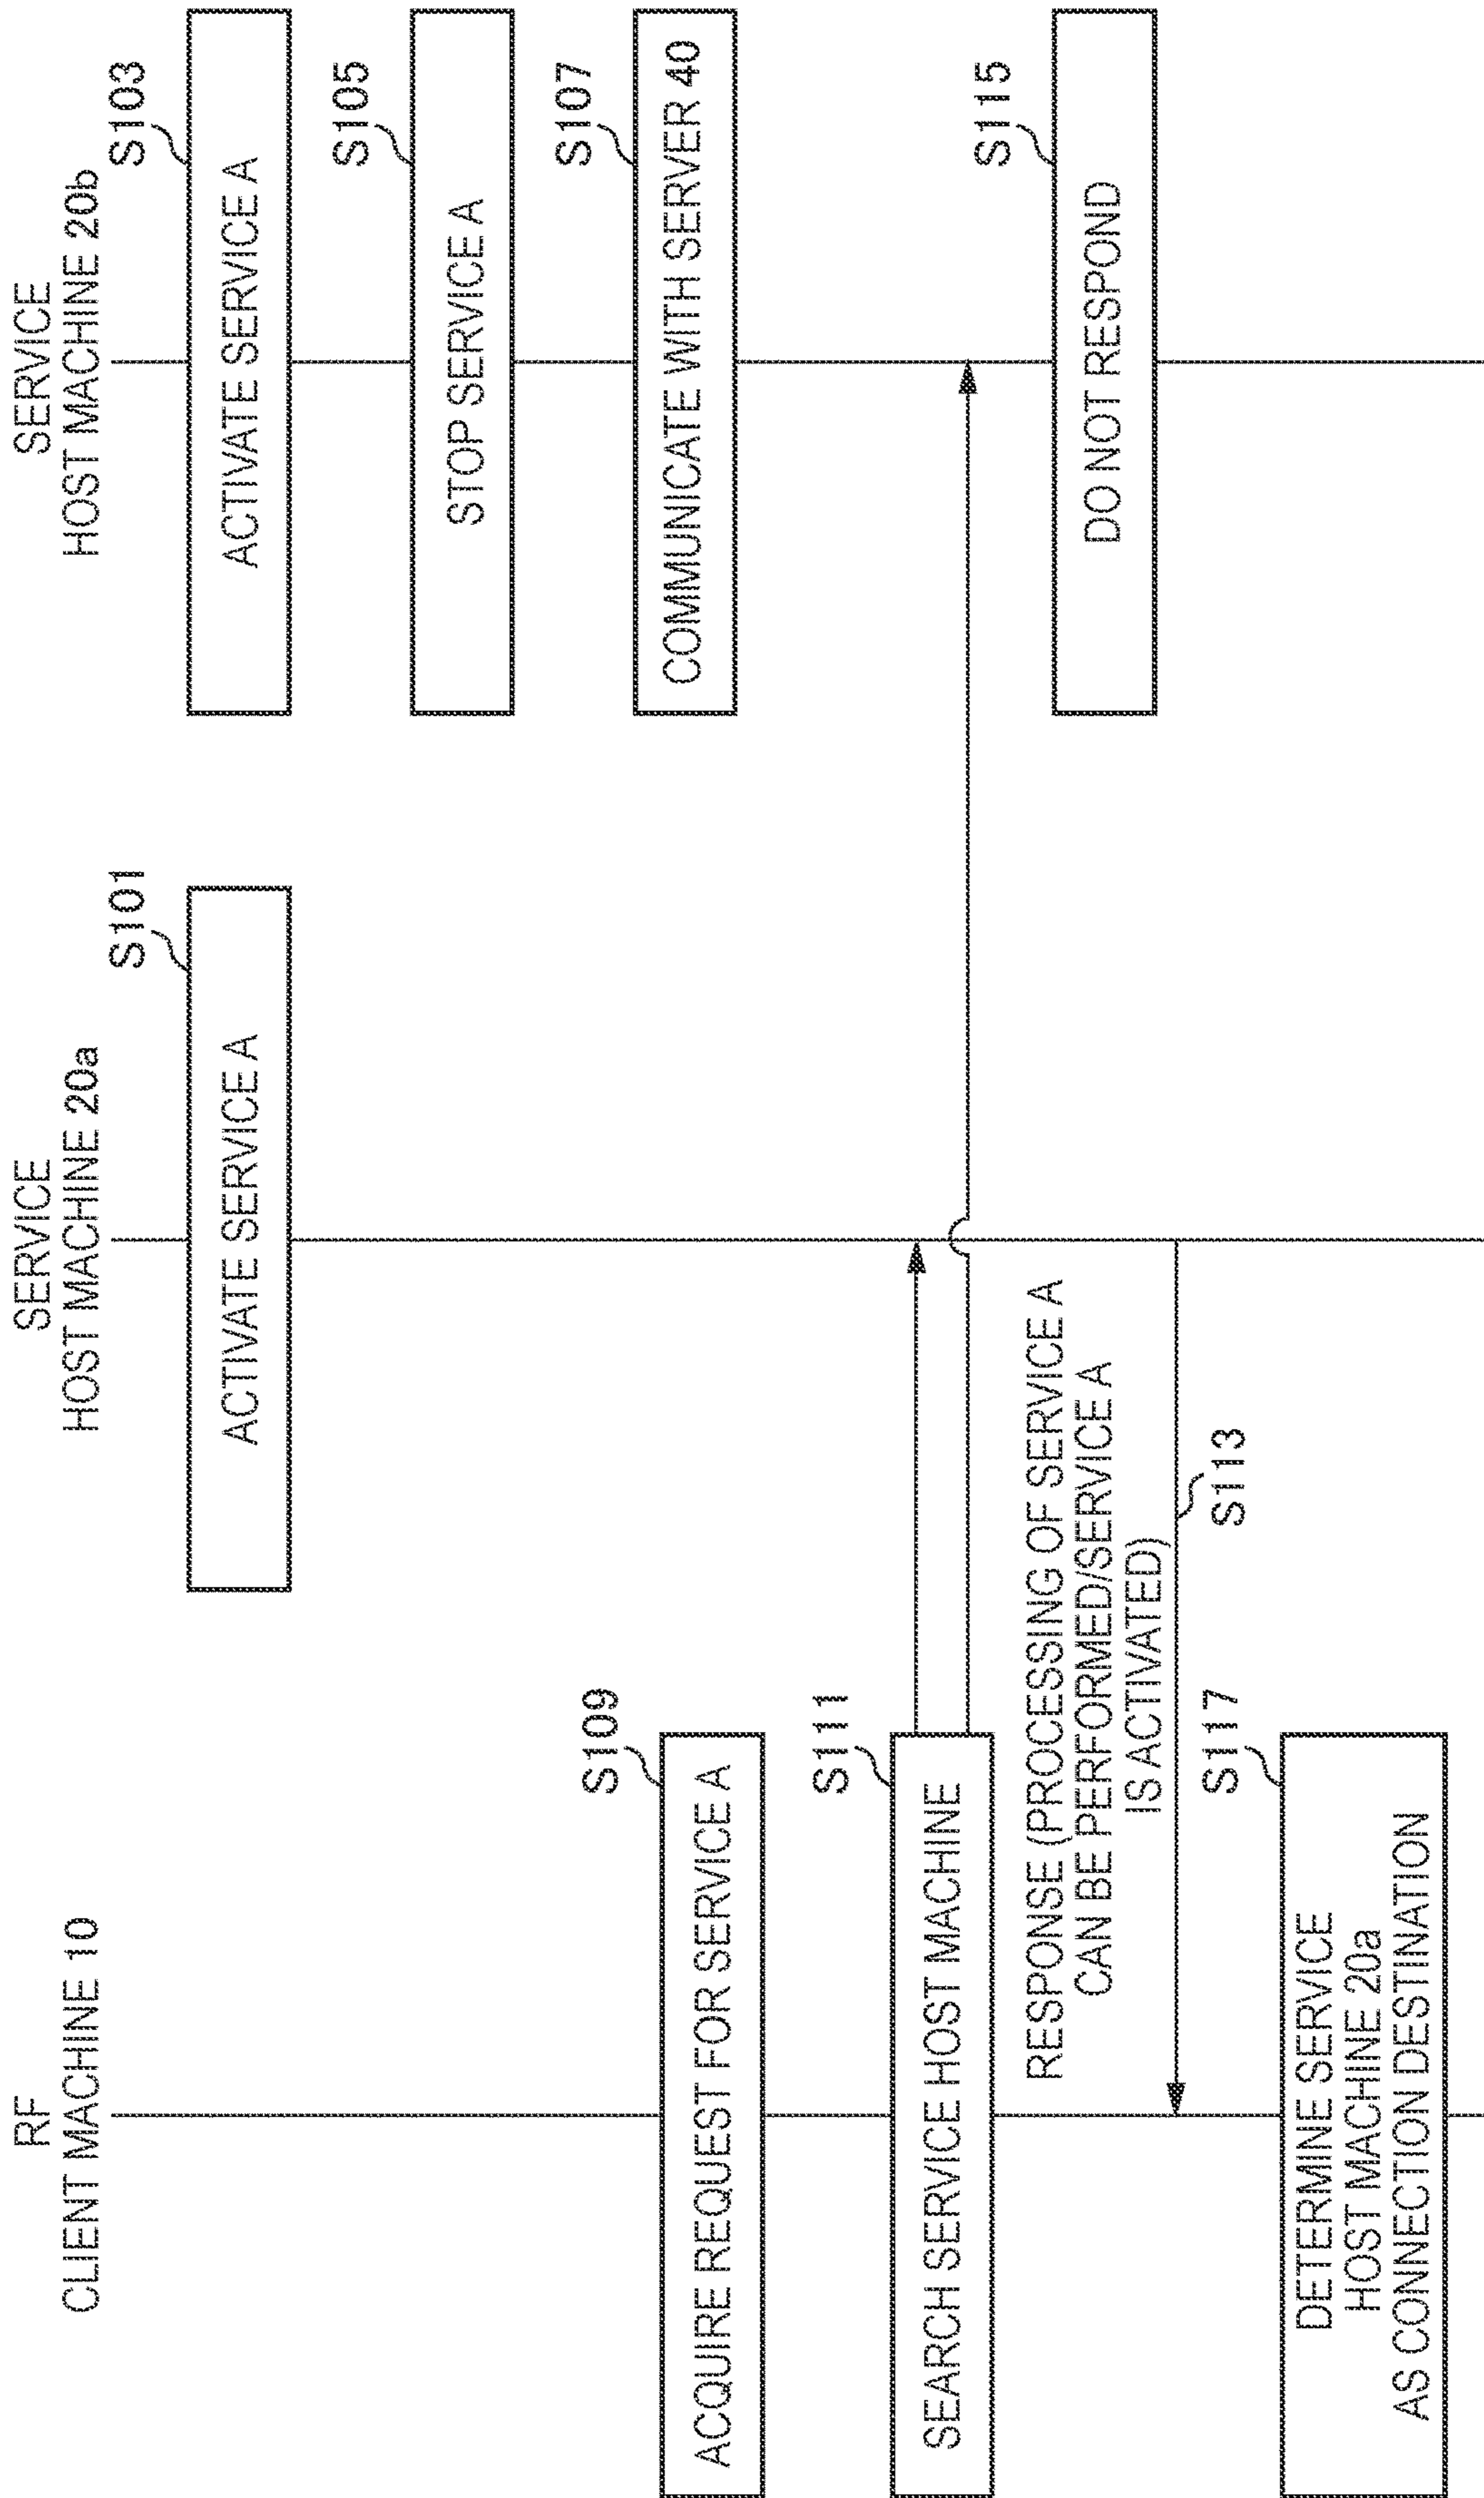 RF
CLIENT MACHINE 10
SERVICE
HOST MACHINE 20a
SERVICE
HOST MACHINE 20b
S101
ACTIVATE SERVICE A
S103
ACTIVATE SERVICE A
S105
STOP SERVICE A
S107
COMMUNICATE WITH SERVER 40
S109
ACQUIRE REQUEST FOR SERVICE A
S111
SEARCH SERVICE HOST MACHINE
RESPONSE (PROCESSING OF SERVICE A
CAN BE PERFORMED/SERVICE A
IS ACTIVATED)
S113
S115
DO NOT RESPOND
S117
DETERMINE SERVICE
HOST MACHINE 20a
AS CONNECTION DESTINATION